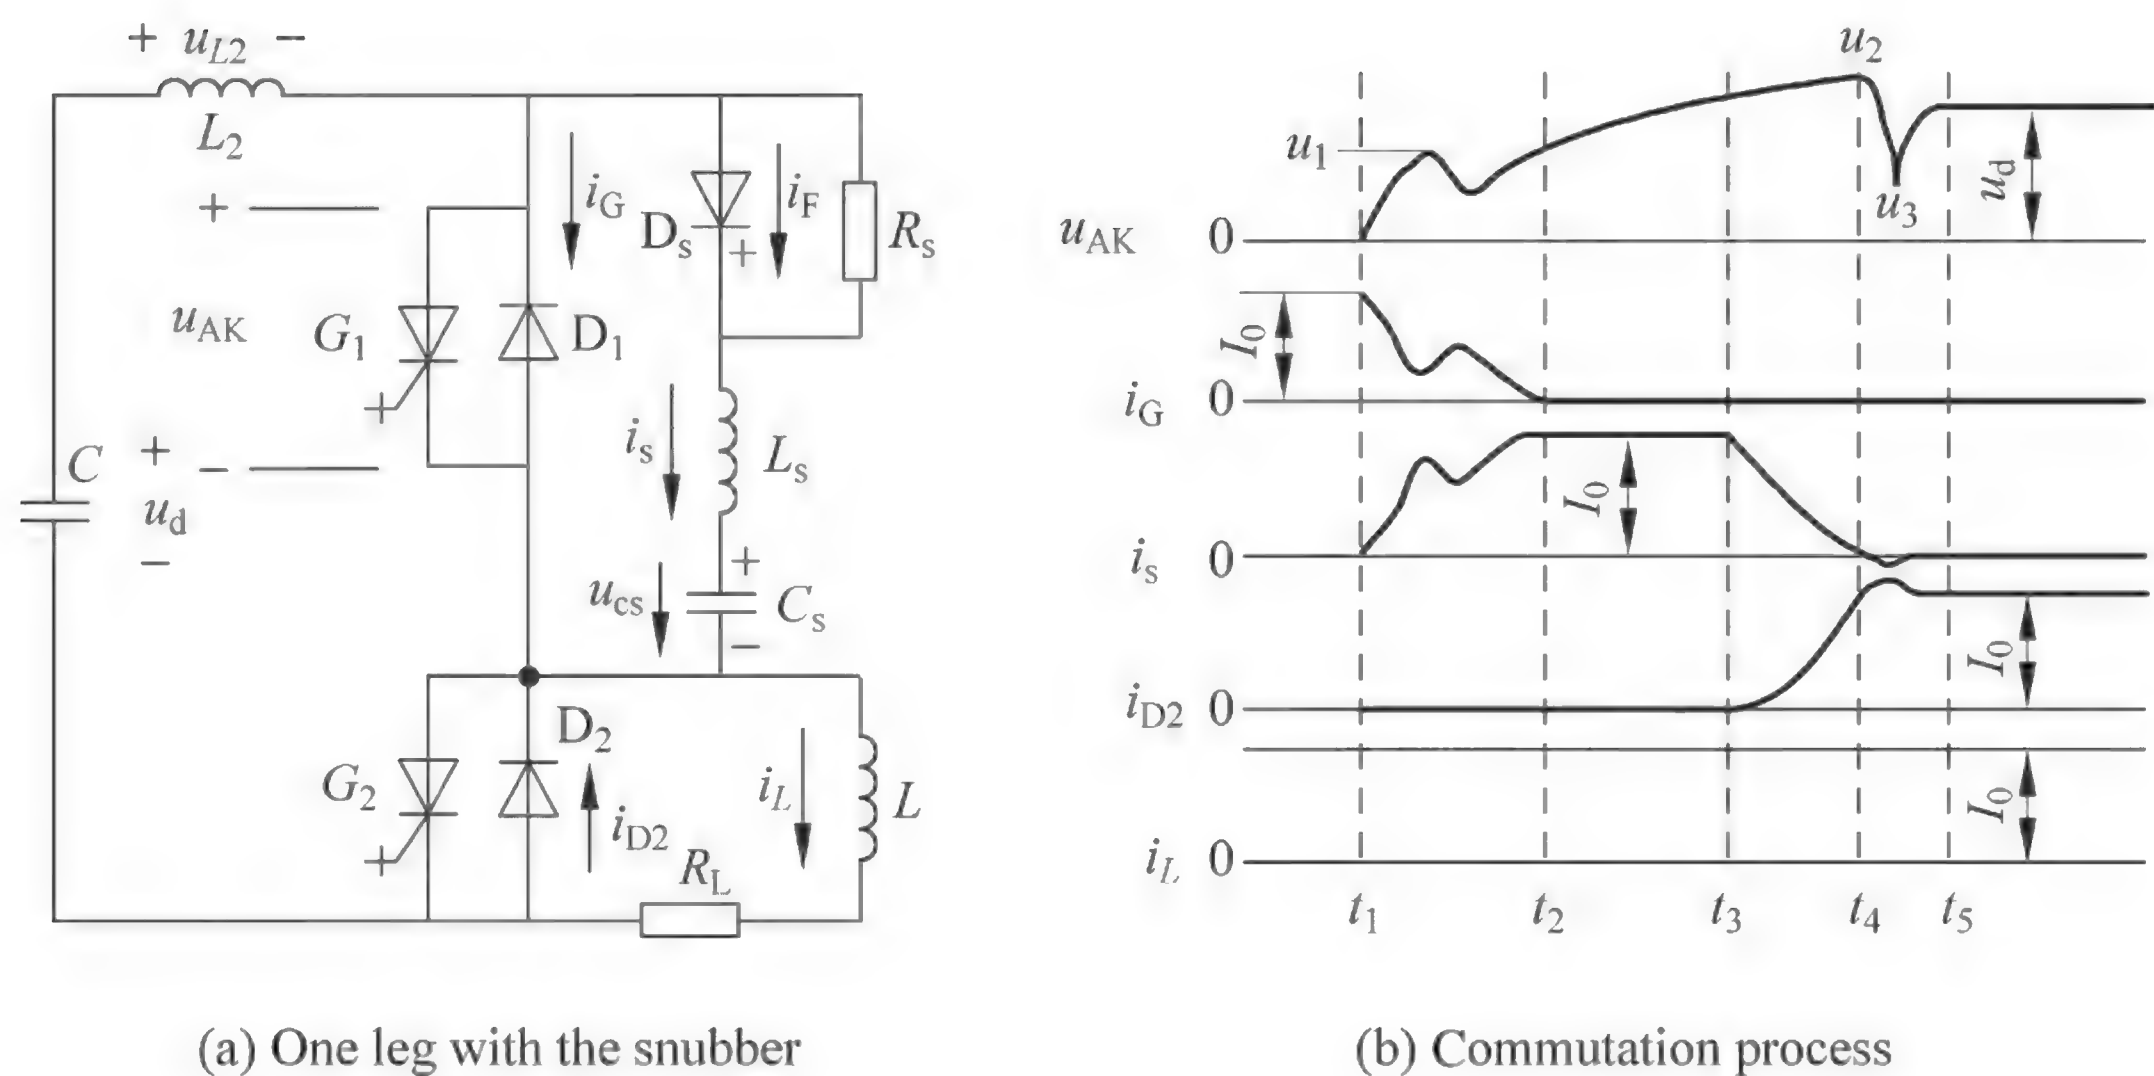 + u_L2 −
L2
+
uAK
−
G1
D1
iG
Ds
+
iF
Rs
is
Ls
C
+
ud
−
ucs
+
Cs
−
G2
D2
iD2
iL
L
RL
+
+
(a) One leg with the snubber
u1
u2
u3
ud
uAK 0
I0
iG 0
I0
is 0
I0
iD2 0
I0
iL 0
t1 t2 t3 t4 t5
(b) Commutation process